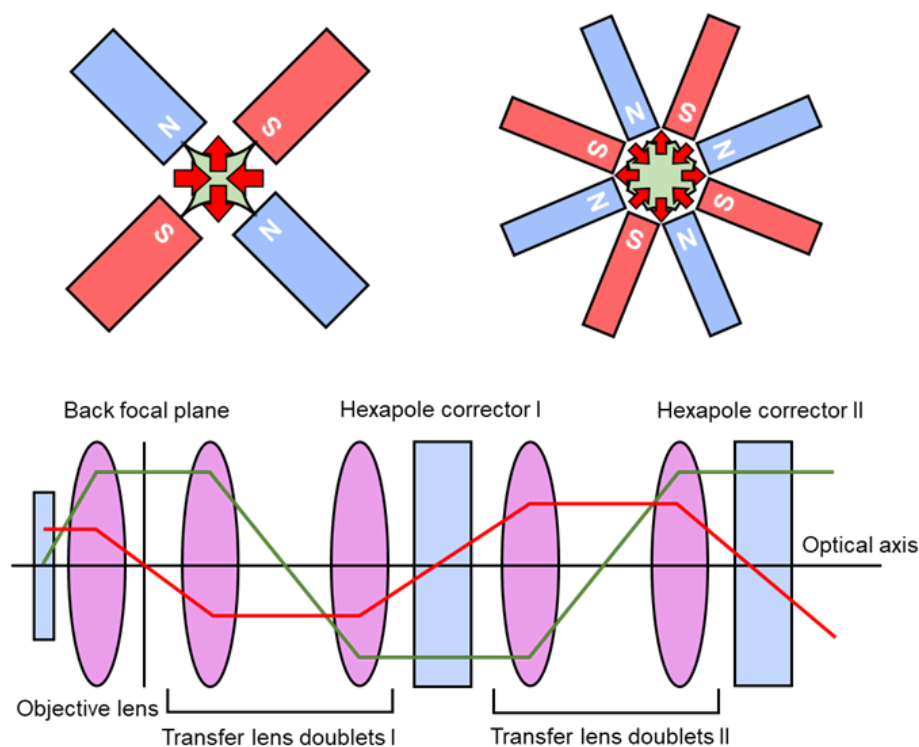 N
S
S
N
N
S
S
N
N
S
S
N
Back focal plane
Hexapole corrector I
Hexapole corrector II
Optical axis
Objective lens
Transfer lens doublets I
Transfer lens doublets II